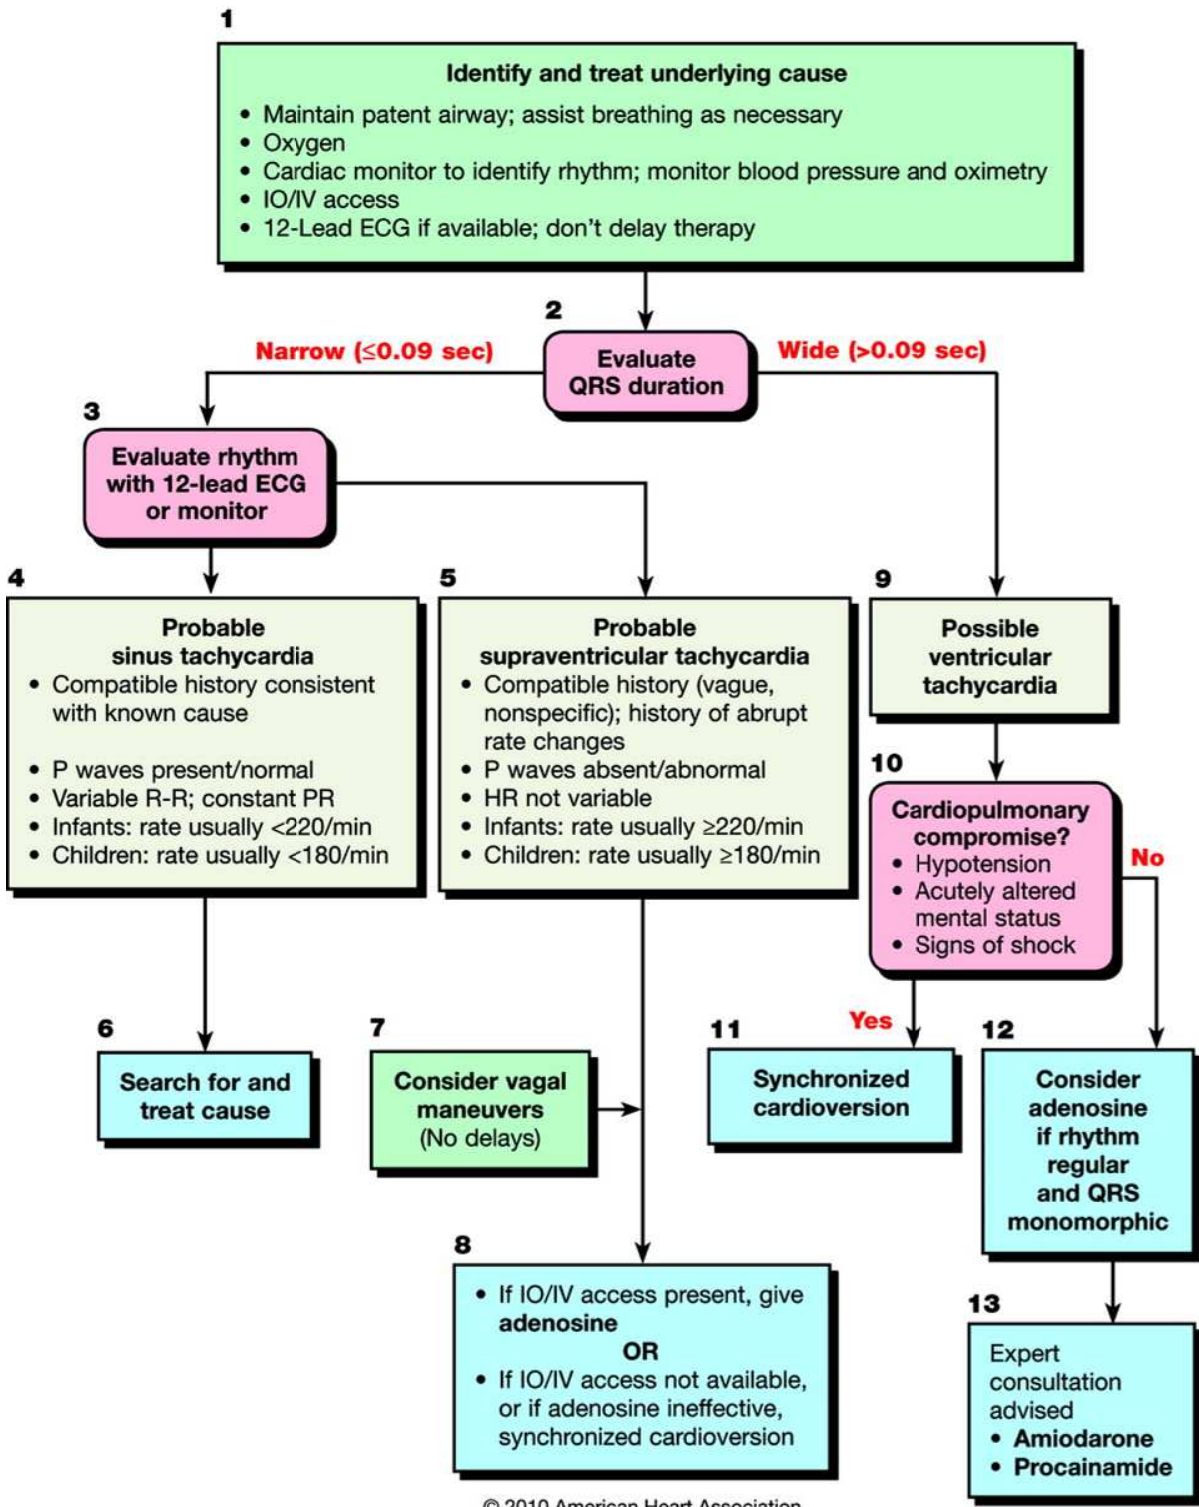 1
Identify and treat underlying cause
• Maintain patent airway; assist breathing as necessary
• Oxygen
• Cardiac monitor to identify rhythm; monitor blood pressure and oximetry
• IO/IV access
• 12-Lead ECG if available; don't delay therapy
2
Narrow (≤0.09 sec)
Evaluate
QRS duration
Wide (>0.09 sec)
3
Evaluate rhythm
with 12-lead ECG
or monitor
4
Probable
sinus tachycardia
• Compatible history consistent
with known cause
• P waves present/normal
• Variable R-R; constant PR
• Infants: rate usually <220/min
• Children: rate usually <180/min
5
Probable
supraventricular tachycardia
• Compatible history (vague,
nonspecific); history of abrupt
rate changes
• P waves absent/abnormal
• HR not variable
• Infants: rate usually ≥220/min
• Children: rate usually ≥180/min
9
Possible
ventricular
tachycardia
10
Cardiopulmonary
compromise?
• Hypotension
• Acutely altered
mental status
• Signs of shock
No
Yes
6
Search for and
treat cause
7
Consider vagal
maneuvers
(No delays)
8
• If IO/IV access present, give
adenosine
OR
• If IO/IV access not available,
or if adenosine ineffective,
synchronized cardioversion
11
Synchronized
cardioversion
12
Consider
adenosine
if rhythm
regular
and QRS
monomorphic
13
Expert
consultation
advised
• Amiodarone
• Procainamide
© 2010 American Heart Association